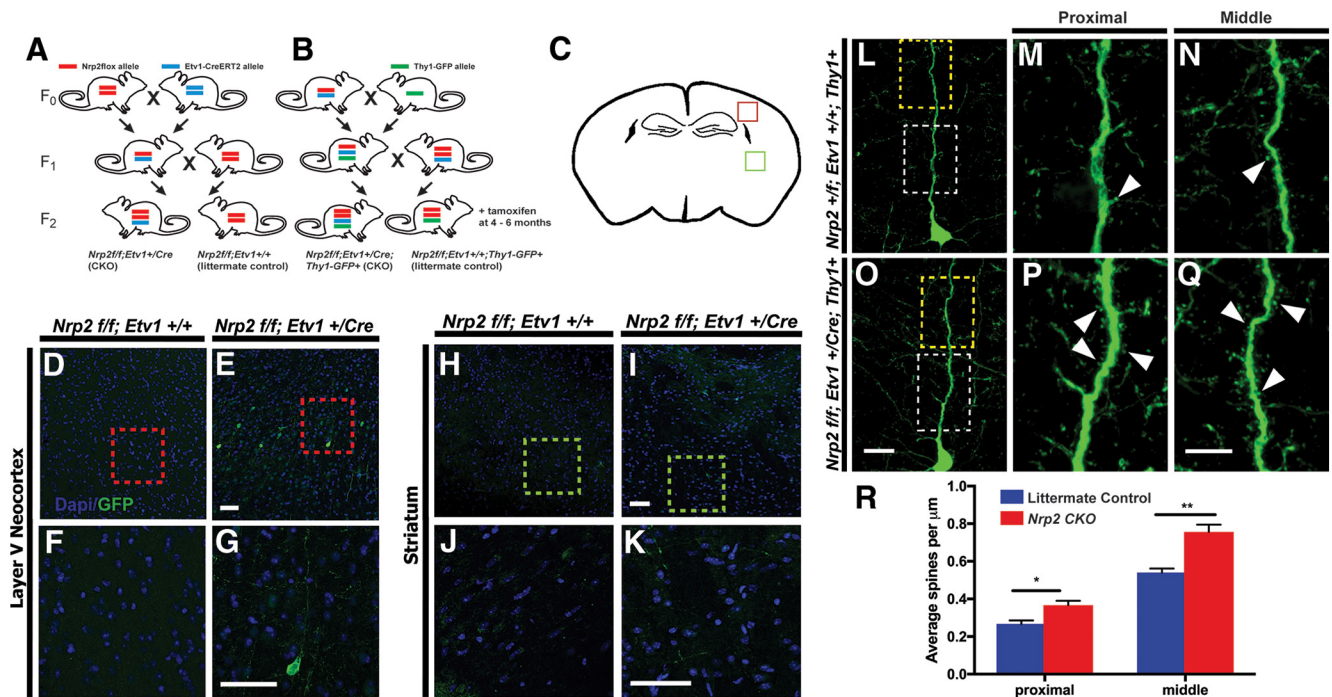 A
Nrp2flox allele
Etv1-CreERT2 allele
F0
X
F1
X
F2
Nrp2f/f;Etv1+/Cre
(CKO)
Nrp2f/f;Etv1+/+
(littermate control)
B
Thy1-GFP allele
X
X
+ tamoxifen
at 4 - 6 months
Nrp2f/f;Etv1+/Cre;
Thy1-GFP+ (CKO)
Nrp2f/f;Etv1+/+;Thy1-GFP+
(littermate control)
C
Nrp2 f/f; Etv1 +/+
Nrp2 f/f; Etv1 +/Cre
Layer V Neocortex
D
Dapi/GFP
E
F
G
Nrp2 f/f; Etv1 +/+
Nrp2 f/f; Etv1 +/Cre
Striatum
H
I
J
K
Proximal
Middle
Nrp2 +/f; Etv1 +/+; Thy1+
L
M
N
Nrp2 f/f; Etv1 +/Cre; Thy1+
O
P
Q
R
Littermate Control
Nrp2 CKO
Average spines per µm
1.0
0.8
0.6
0.4
0.2
0.0
*
**
proximal
middle